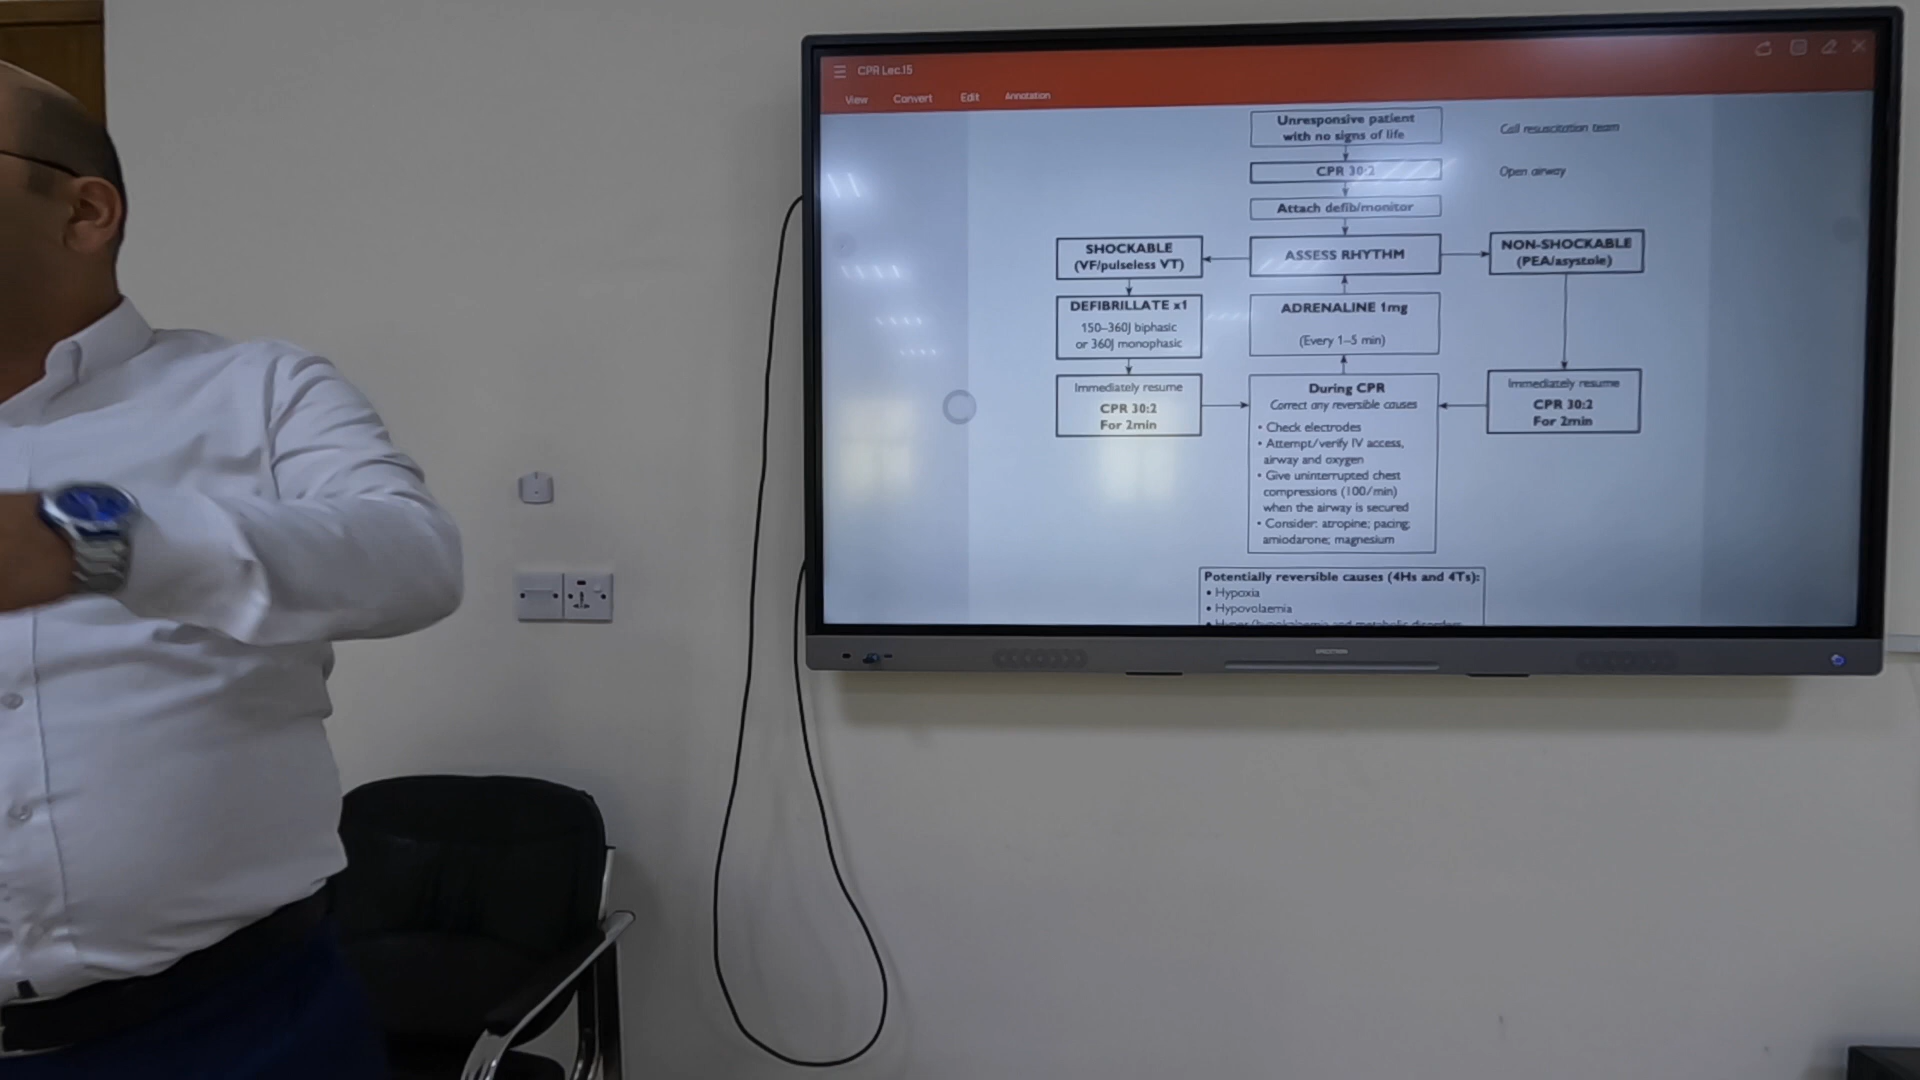 CPR Lec.15
View Convert Edit Annotation
Unresponsive patient
with no signs of life
Call resuscitation team
CPR 30:2
Open airway
Attach defib/monitor
SHOCKABLE
(VF/pulseless VT)
ASSESS RHYTHM
NON-SHOCKABLE
(PEA/asystole)
DEFIBRILLATE x1
150–360J biphasic
or 360J monophasic
ADRENALINE 1mg
(Every 1–5 min)
Immediately resume
CPR 30:2
For 2min
During CPR
Correct any reversible causes
• Check electrodes
• Attempt/verify IV access,
airway and oxygen
• Give uninterrupted chest
compressions (100/min)
when the airway is secured
• Consider: atropine; pacing;
amiodarone; magnesium
Immediately resume
CPR 30:2
For 2min
Potentially reversible causes (4Hs and 4Ts):
• Hypoxia
• Hypovolaemia
• Hyper/hypokalaemia and metabolic disorders